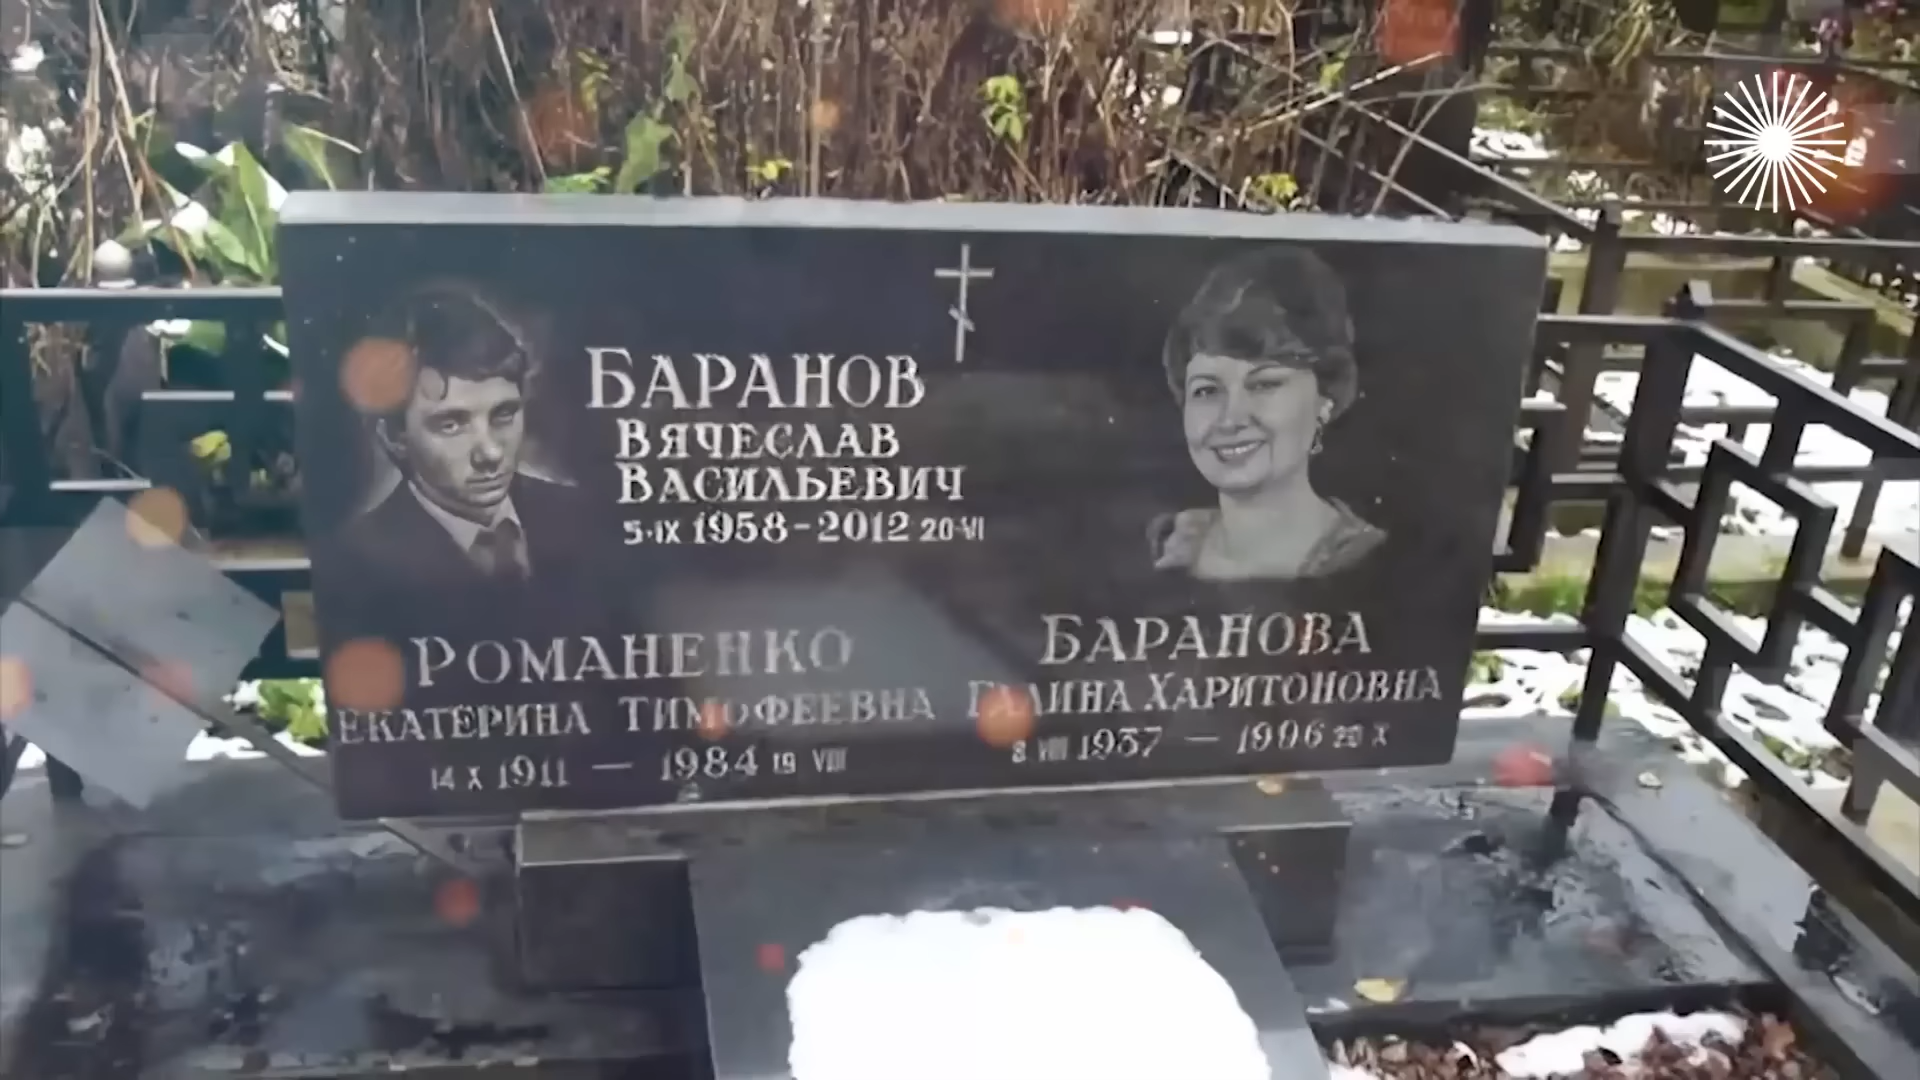 БАРАНОВ
ВЯЧЕСЛАВ
ВАСИЛЬЕВИЧ
5·IX 1958-2012 20·VI
РОМАНЕНКО
ЕКАТЕРИНА ТИМОФЕЕВНА
14 X 1911 — 1984 19 VIII
БАРАНОВА
ГАЛИНА ХАРИТОНОВНА
8 VIII 1937 — 1996 20 X